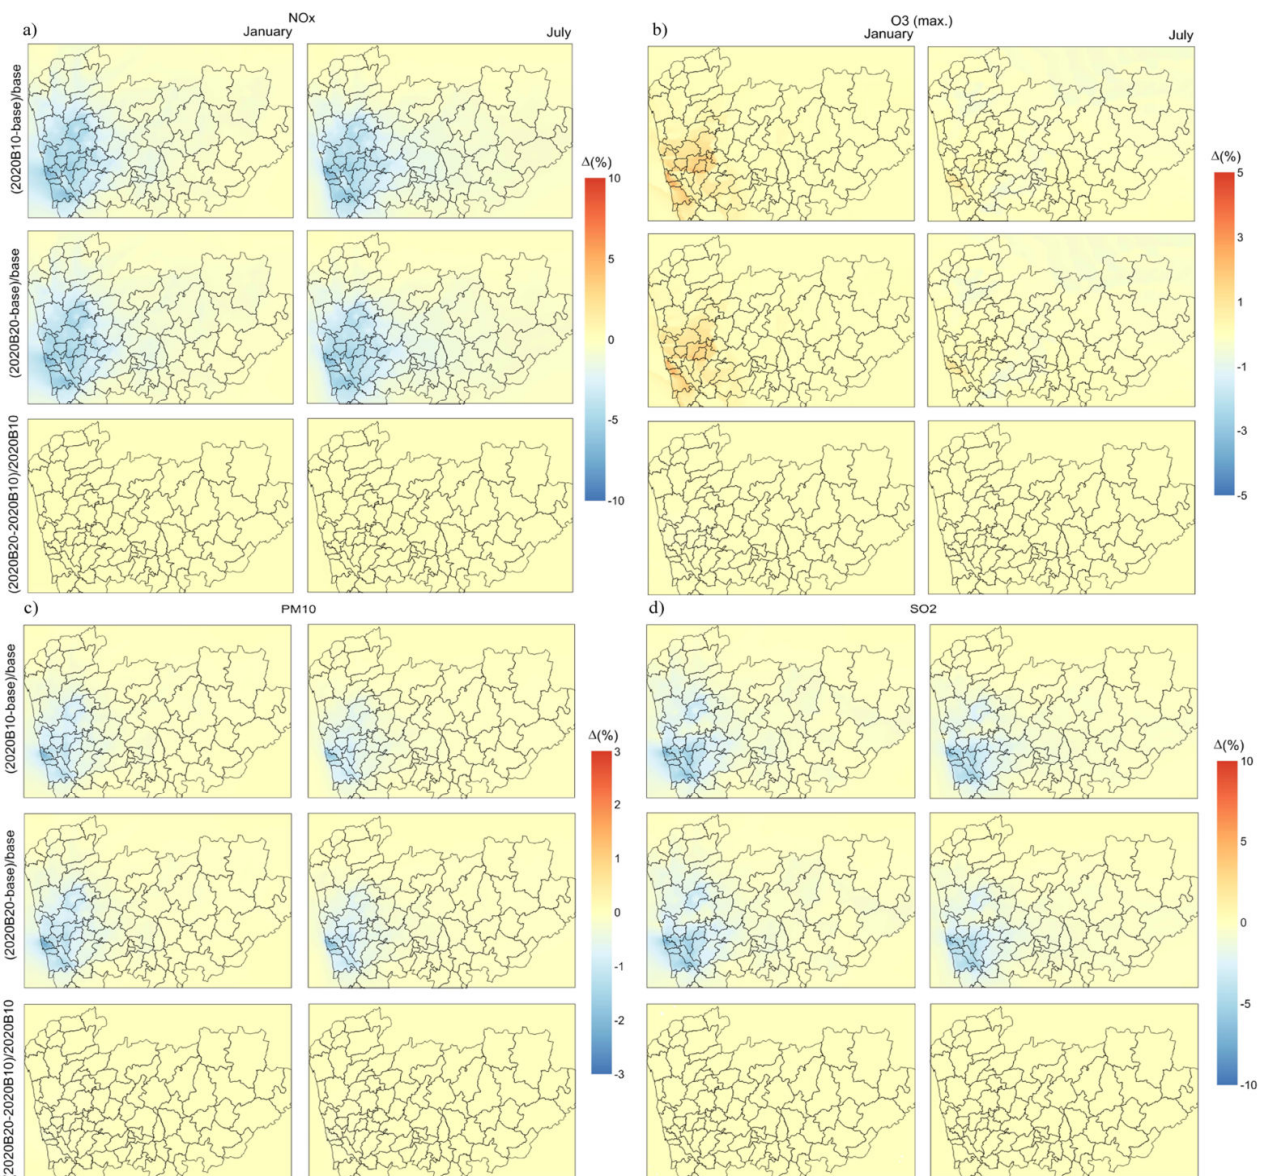 a)
NOx
January
July
(2020B10-base)/base
(2020B20-base)/base
(2020B20-2020B10)/2020B10
Δ(%)
10
5
0
-5
-10
b)
O3 (max.)
January
July
Δ(%)
5
3
1
-1
-3
-5
c)
PM10
(2020B10-base)/base
(2020B20-base)/base
2020B20-2020B10)/2020B10
Δ(%)
3
2
1
0
-1
-2
-3
d)
SO2
Δ(%)
10
5
0
-5
-10